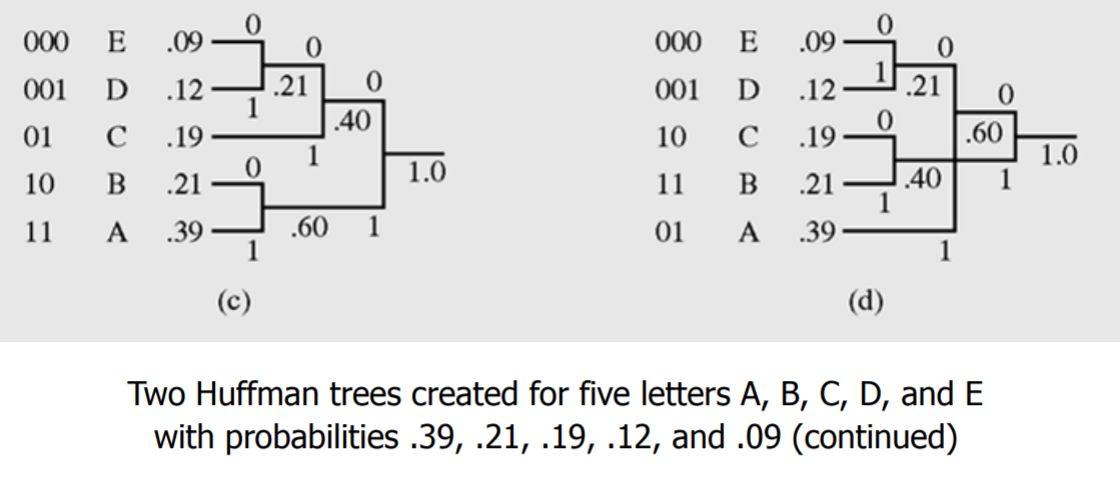 0 0
000 E .09 0 000 E .09 0
001 D .12 1 .21 0 001 D .12 1 .21 0
01 C .19 .40 10 C .19 0 .60
1 1.0 1.0
10 B .21 0 11 B .21 .40 1
1
11 A .39 .60 1 01 A .39
1 1
(c) (d)
Two Huffman trees created for five letters A, B, C, D, and E
with probabilities .39, .21, .19, .12, and .09 (continued)